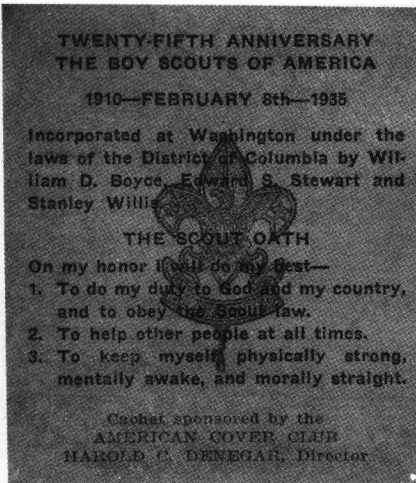 TWENTY-FIFTH ANNIVERSARY
THE BOY SCOUTS OF AMERICA
1910—FEBRUARY 8th—1935
Incorporated at Washington under the
laws of the District of Columbia by Wil-
liam D. Boyce, Edward S. Stewart and
Stanley Willis.
THE SCOUT OATH
On my honor I will do my best—
1. To do my duty to God and my country,
and to obey the Scout law.
2. To help other people at all times.
3. To keep myself physically strong,
mentally awake, and morally straight.
Cachet sponsored by the
AMERICAN COVER CLUB
HAROLD C. DENEGAR, Director